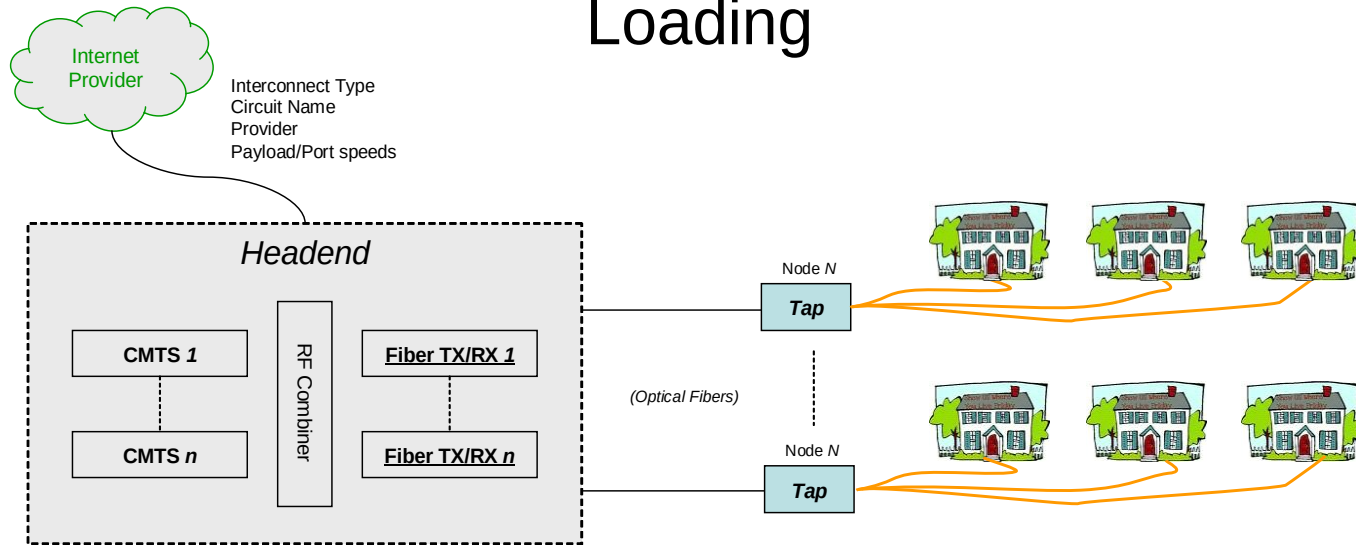 Loading
Internet
Provider
Interconnect Type
Circuit Name
Provider
Payload/Port speeds
Headend
CMTS 1
CMTS n
RF Combiner
Fiber TX/RX 1
Fiber TX/RX n
(Optical Fibers)
Node N
Tap
Node N
Tap